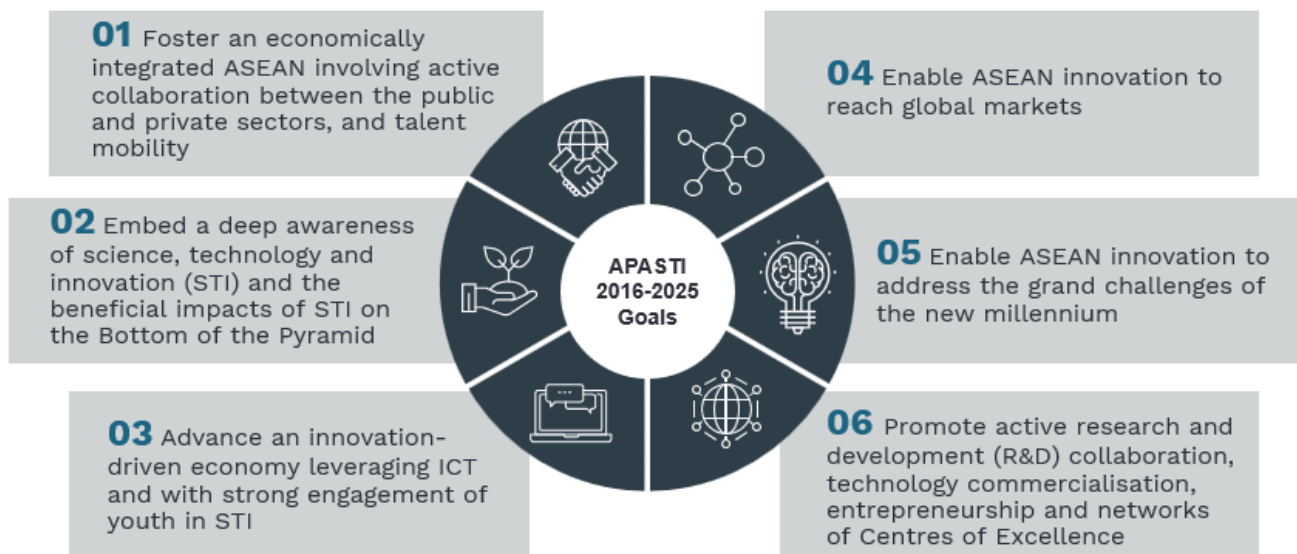 01 Foster an economically
integrated ASEAN involving active
collaboration between the public
and private sectors, and talent
mobility
02 Embed a deep awareness
of science, technology and
innovation (STI) and the
beneficial impacts of STI on
the Bottom of the Pyramid
03 Advance an innovation-
driven economy leveraging ICT
and with strong engagement of
youth in STI
APASTI
2016-2025
Goals
04 Enable ASEAN innovation to
reach global markets
05 Enable ASEAN innovation to
address the grand challenges of
the new millennium
06 Promote active research and
development (R&D) collaboration,
technology commercialisation,
entrepreneurship and networks
of Centres of Excellence